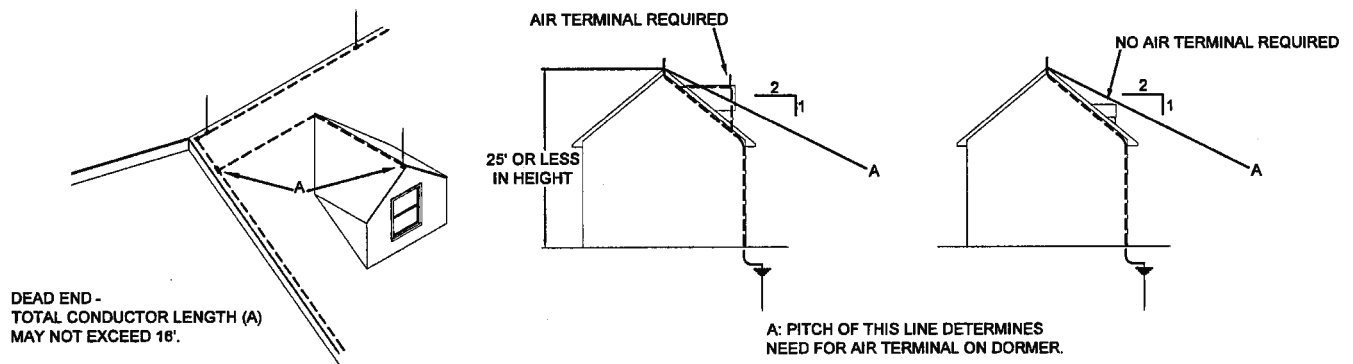 AIR TERMINAL REQUIRED
NO AIR TERMINAL REQUIRED
2
1
2
1
25' OR LESS
IN HEIGHT
A
A
A
DEAD END -
TOTAL CONDUCTOR LENGTH (A)
MAY NOT EXCEED 16'.
A: PITCH OF THIS LINE DETERMINES
NEED FOR AIR TERMINAL ON DORMER.